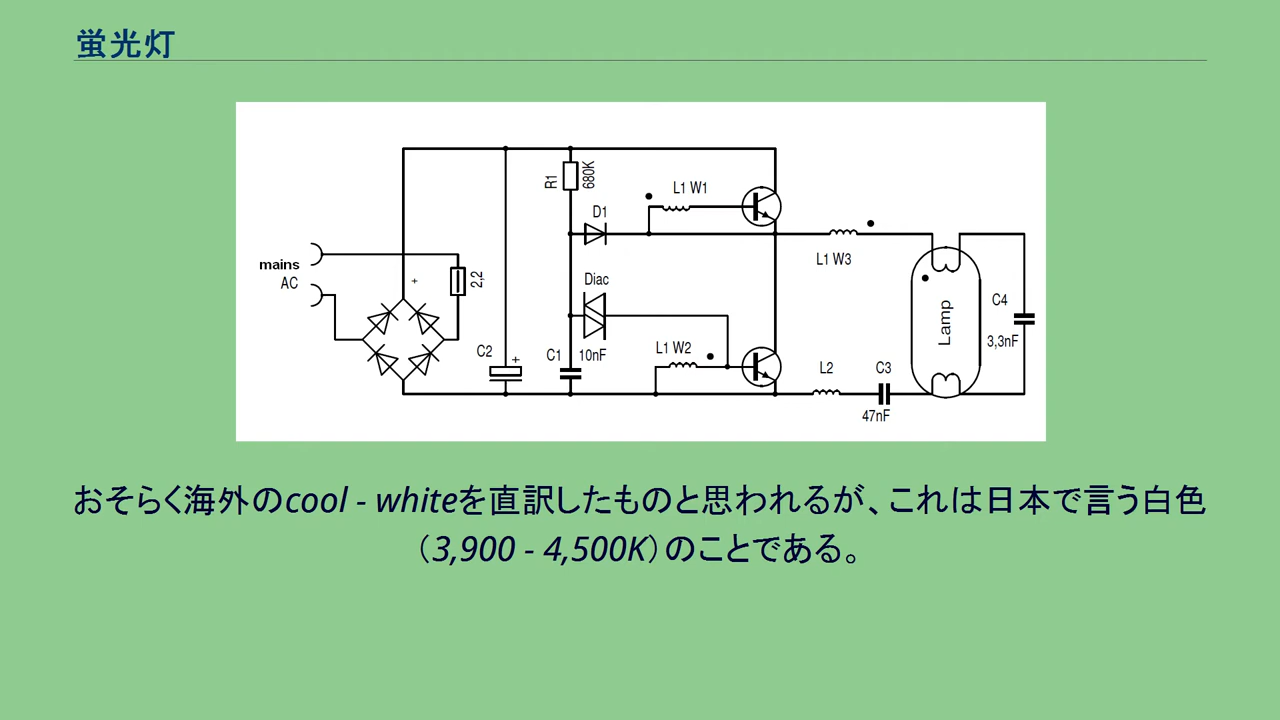 蛍光灯
R1
680K
L1 W1
D1
mains
AC
+
2,2
L1 W3
Diac
C4
Lamp
3,3nF
C2
+
C1
10nF
L1 W2
L2
C3
47nF
おそらく海外のcool - whiteを直訳したものと思われるが、これは日本で言う白色
（3,900 - 4,500K）のことである。